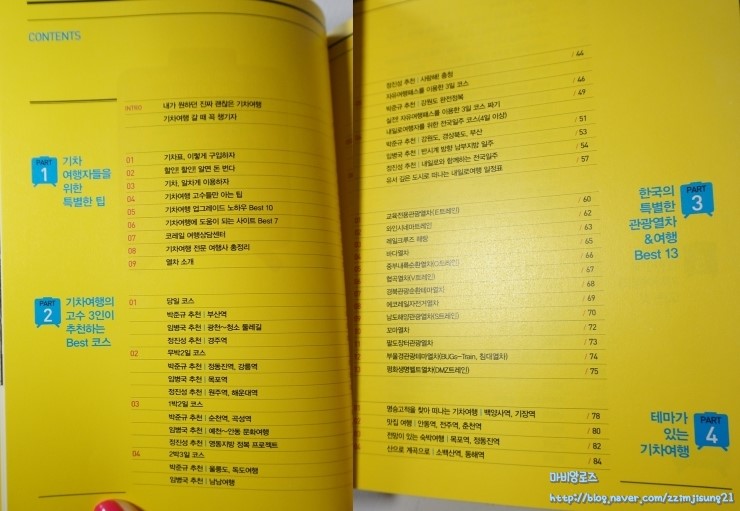 CONTENTS
INTRO 내가 원하던 진짜 괜찮은 기차여행
기차여행 갈 때 꼭 챙기자
PART 1 기차 여행자들을 위한 특별한 팁
01 기차표, 이렇게 구입하자
02 할인! 할인! 알면 돈 번다
03 기차, 알차게 이용하자
04 기차여행 고수들만 아는 팁
05 기차여행 업그레이드 노하우 Best 10
06 기차여행에 도움이 되는 사이트 Best 7
07 코레일 여행상담센터
08 기차여행 전문 여행사 총정리
09 열차 소개
PART 2 기차여행의 고수 3인이 추천하는 Best 코스
01 당일 코스
박준규 추천 | 부산역
임병국 추천 | 광천~청소 둘레길
정진성 추천 | 경주역
02 무박2일 코스
박준규 추천 | 정동진역, 강릉역
임병국 추천 | 목포역
정진성 추천 | 원주역, 해운대역
03 1박2일 코스
박준규 추천 | 순천역, 곡성역
임병국 추천 | 예천~안동 문화여행
정진성 추천 | 영동지방 정복 프로젝트
04 2박3일 코스
박준규 추천 | 울릉도, 독도여행
임병국 추천 | 남남여행
/ 44
정진성 추천 | 사랑해! 충청
자유여행패스를 이용한 3일 코스 / 46
박준규 추천 | 강원도 완전정복 / 49
실전! 자유여행패스를 이용한 3일 코스 짜기
내일로여행자를 위한 전국일주 코스(4일 이상) / 51
박준규 추천 | 강원도, 경상북도, 부산 / 53
임병국 추천 | 반시계 방향 남부지방 일주 / 54
정진성 추천 | 내일로와 함께하는 전국일주 / 57
유서 깊은 도시로 떠나는 내일로여행 일정표
PART 3 한국의 특별한 관광열차 &여행 Best 13
교육전용관광열차(E트레인) / 60
와인시네마트레인 / 62
레일크루즈 해랑 / 63
바다열차 / 65
중부내륙순환열차(O트레인) / 66
협곡열차(V트레인) / 67
경북관광순환테마열차 / 68
에코레일자전거열차 / 69
남도해양관광열차(S트레인) / 70
꼬마열차 / 72
팔도장터관광열차 / 73
부울경관광테마열차(BUGs-Train, 침대열차) / 74
평화생명벨트열차(DMZ트레인) / 75
PART 4 테마가 있는 기차여행
명승고적을 찾아 떠나는 기차여행 | 백양사역, 기장역 / 78
맛집 여행 | 안동역, 전주역, 춘천역 / 80
전망이 있는 숙박여행 | 목포역, 정동진역 / 82
산으로 계곡으로 | 소백산역, 동해역 / 84
마비앙로즈
http://blog.naver.com/zzimjisung21